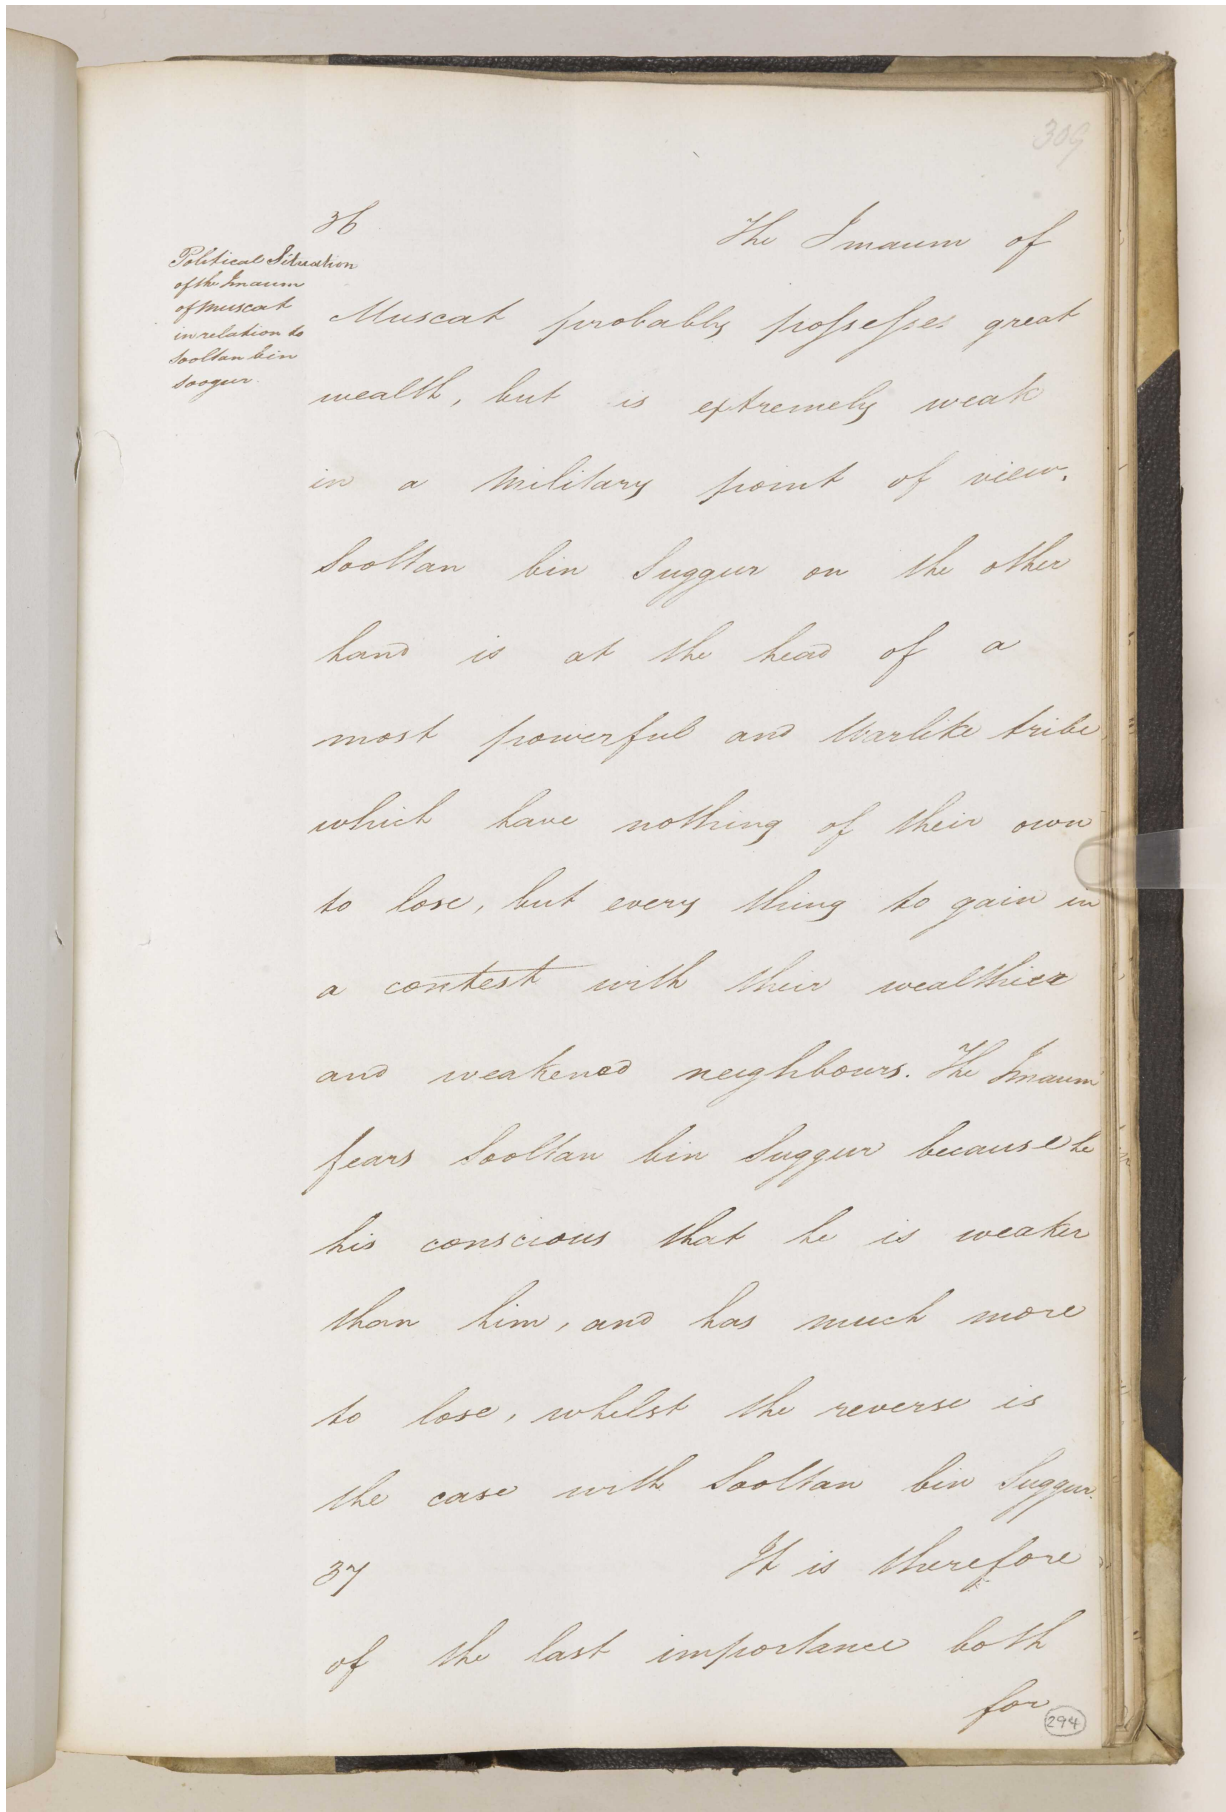 309
36
Political Situation
of the Imaum
of Muscat
in relation to
Sooltan bin
Soogur.
The Imaum of
Muscat probably possesses great
wealth, but is extremely weak
in a Military point of view.
Sooltan bin Suggur on the other
hand is at the head of a
most powerful and Warlike tribe
which have nothing of their own
to lose, but every thing to gain in
a contest with their wealthier
and weakened neighbours. The Imaum
fears Sooltan bin Suggur because he
his conscious that he is weaker
than him, and has much more
to lose, whilst the reverse is
the case with Sooltan bin Suggur.
37 It is therefore
of the last importance both
for
294